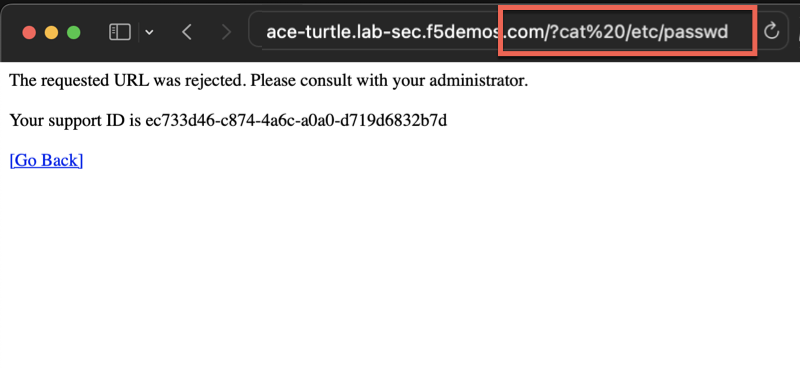 ace-turtle.lab-sec.f5demos.com/?cat%20/etc/passwd
The requested URL was rejected. Please consult with your administrator.
Your support ID is ec733d46-c874-4a6c-a0a0-d719d6832b7d
[Go Back]